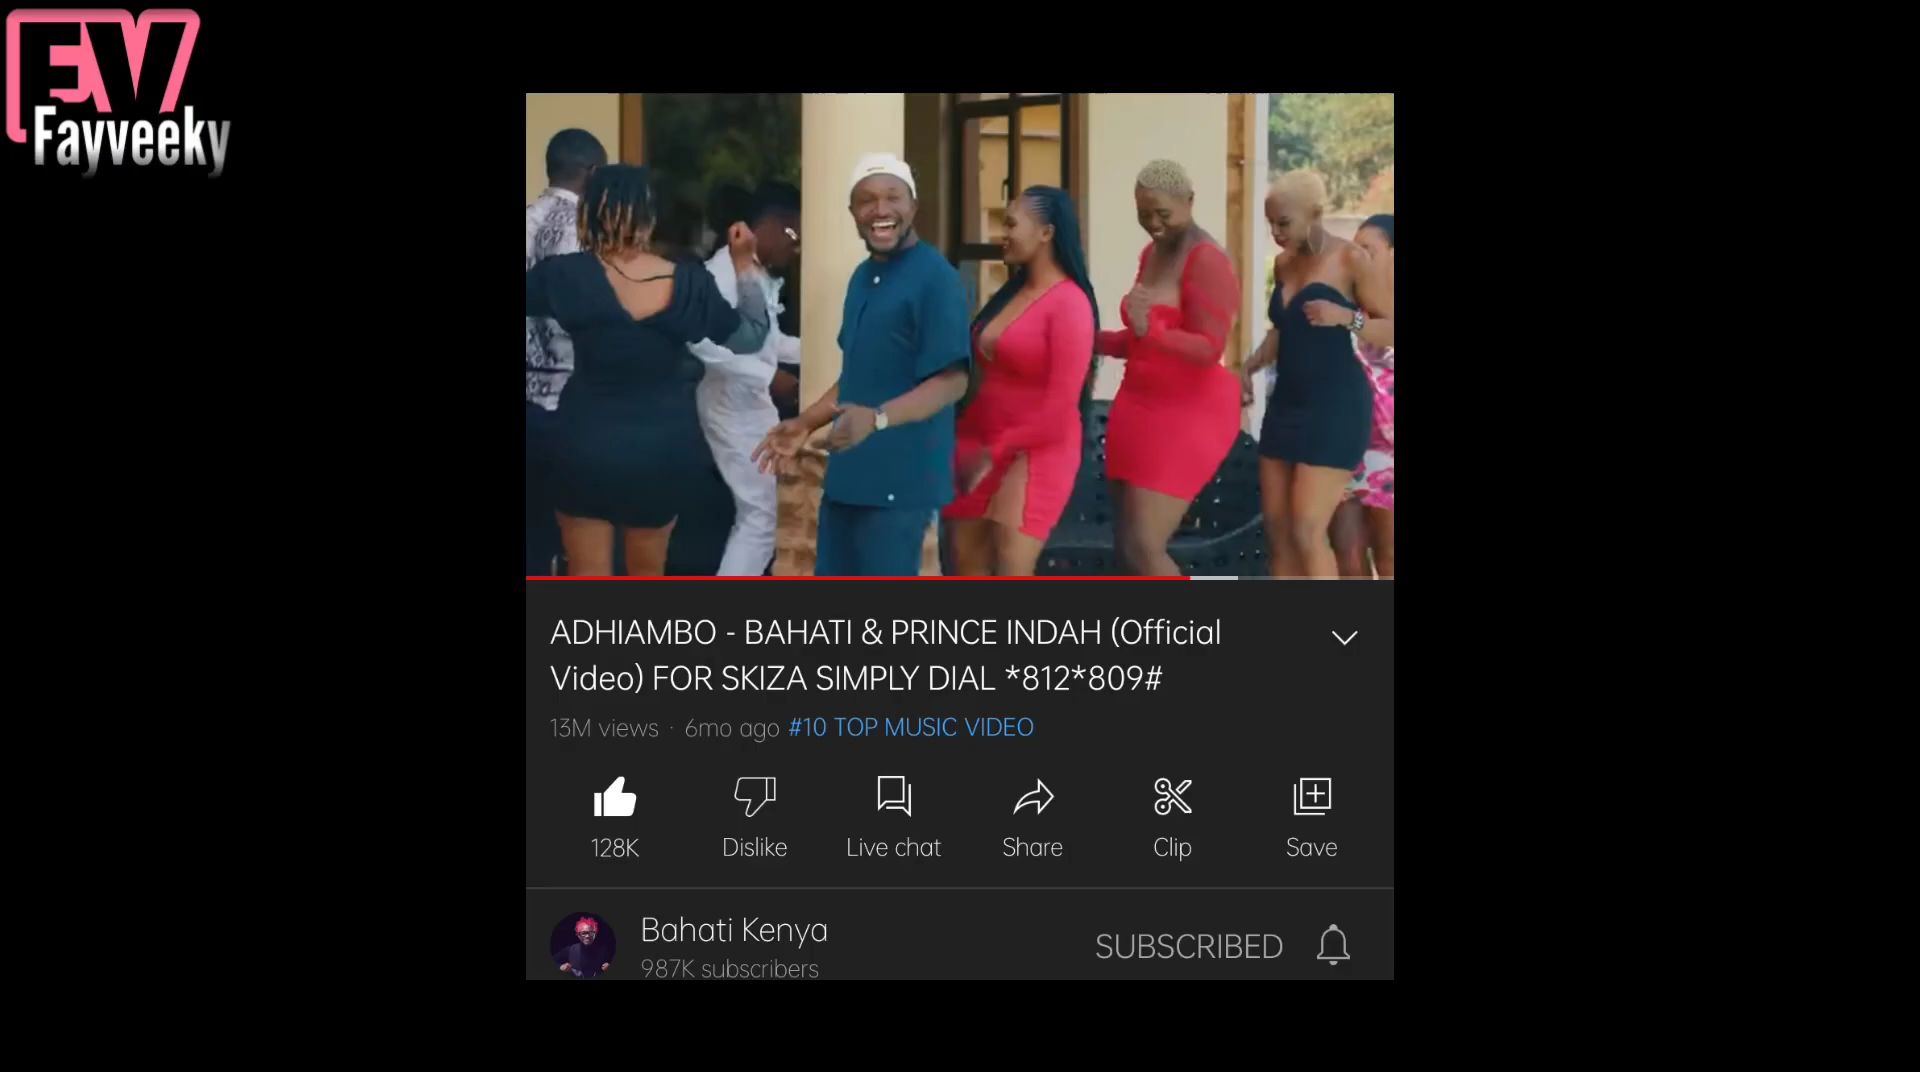 FV
Fayveeky
ADHIAMBO - BAHATI & PRINCE INDAH (Official
Video) FOR SKIZA SIMPLY DIAL *812*809#
13M views · 6mo ago #10 TOP MUSIC VIDEO
128K Dislike Live chat Share Clip Save
Bahati Kenya
SUBSCRIBED
987K subscribers